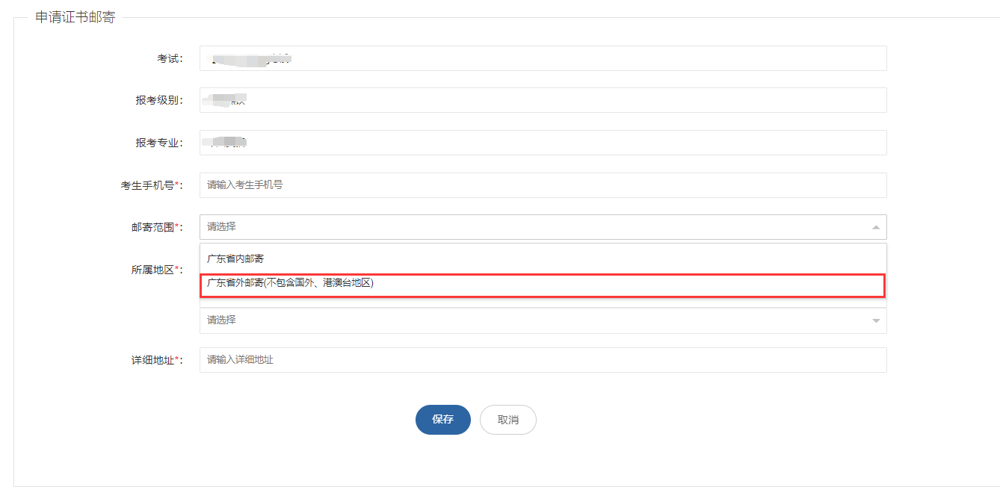 申请证书邮寄
考试：
报考级别：
报考专业：
考生手机号*： 请输入考生手机号
邮寄范围*： 请选择
广东省内邮寄
所属地区*：
广东省外邮寄(不包含国外、港澳台地区)
请选择
详细地址*： 请输入详细地址
保存 取消